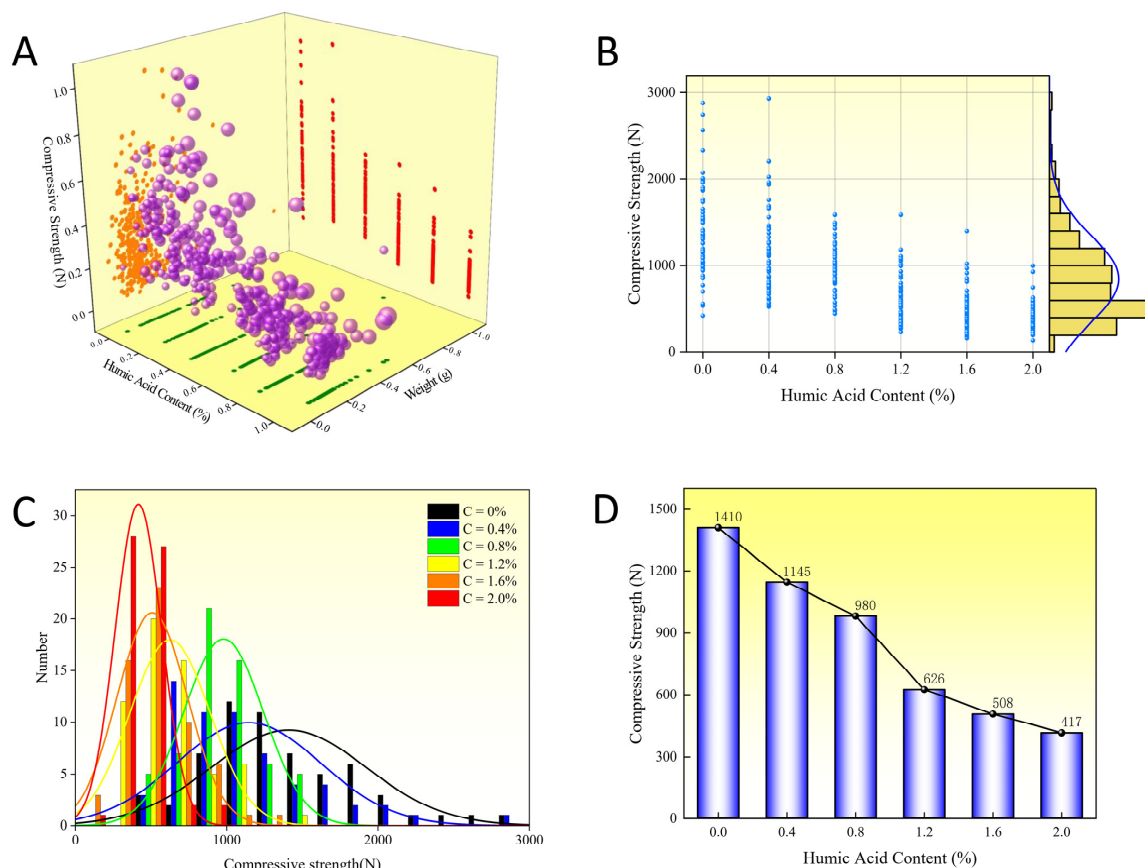 A
1.0
0.8
0.6
0.4
0.2
0.0
Compressive Strength (N)
0.0
0.2
0.4
0.6
0.8
1.0
Humic Acid Content (%)
0.0
0.2
0.4
0.6
0.8
1.0
Weight (g)
B
3000
2000
1000
0
Compressive Strength (N)
0.0 0.4 0.8 1.2 1.6 2.0
Humic Acid Content (%)
C
30
25
20
15
10
5
0
Number
C = 0%
C = 0.4%
C = 0.8%
C = 1.2%
C = 1.6%
C = 2.0%
0 1000 2000 3000
Compressive strength(N)
D
1500
1200
900
600
300
0
Compressive Strength (N)
1410
1145
980
626
508
417
0.0 0.4 0.8 1.2 1.6 2.0
Humic Acid Content (%)